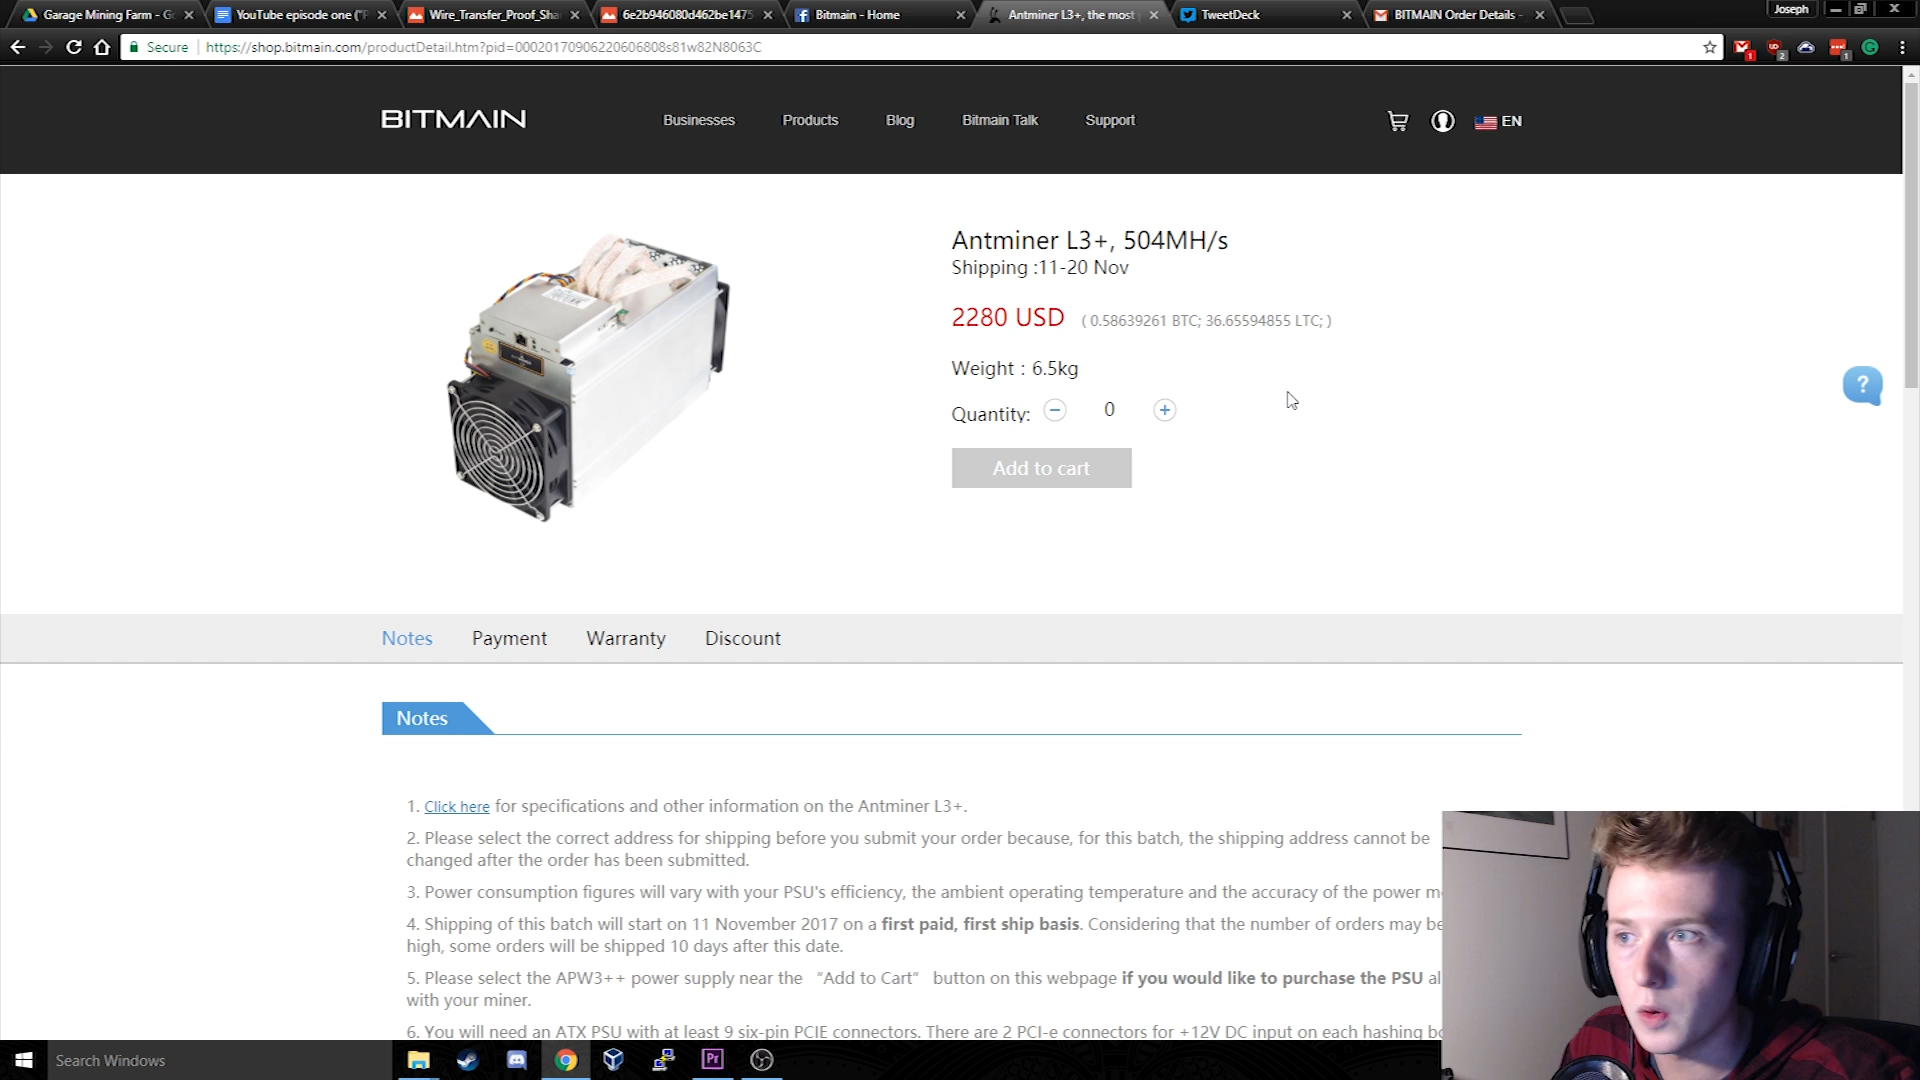 Garage Mining Farm - Go
YouTube episode one ("P
Wire_Transfer_Proof_Sha
6e2b946080d462be1475
Bitmain - Home
Antminer L3+, the most
TweetDeck
BITMAIN Order Details -
Joseph
Secure
https://shop.bitmain.com/productDetail.htm?pid=00020170906220606808s81w82N8063C
BITMAIN
Businesses
Products
Blog
Bitmain Talk
Support
EN
Antminer L3+, 504MH/s
Shipping :11-20 Nov
2280 USD ( 0.58639261 BTC; 36.65594855 LTC; )
Weight : 6.5kg
Quantity: − 0 +
Add to cart
?
Notes
Payment
Warranty
Discount
Notes
1. Click here for specifications and other information on the Antminer L3+.
2. Please select the correct address for shipping before you submit your order because, for this batch, the shipping address cannot be
changed after the order has been submitted.
3. Power consumption figures will vary with your PSU's efficiency, the ambient operating temperature and the accuracy of the power m
4. Shipping of this batch will start on 11 November 2017 on a first paid, first ship basis. Considering that the number of orders may be
high, some orders will be shipped 10 days after this date.
5. Please select the APW3++ power supply near the “Add to Cart” button on this webpage if you would like to purchase the PSU al
with your miner.
6. You will need an ATX PSU with at least 9 six-pin PCIE connectors. There are 2 PCI-e connectors for +12V DC input on each hashing bo
Search Windows
Pr